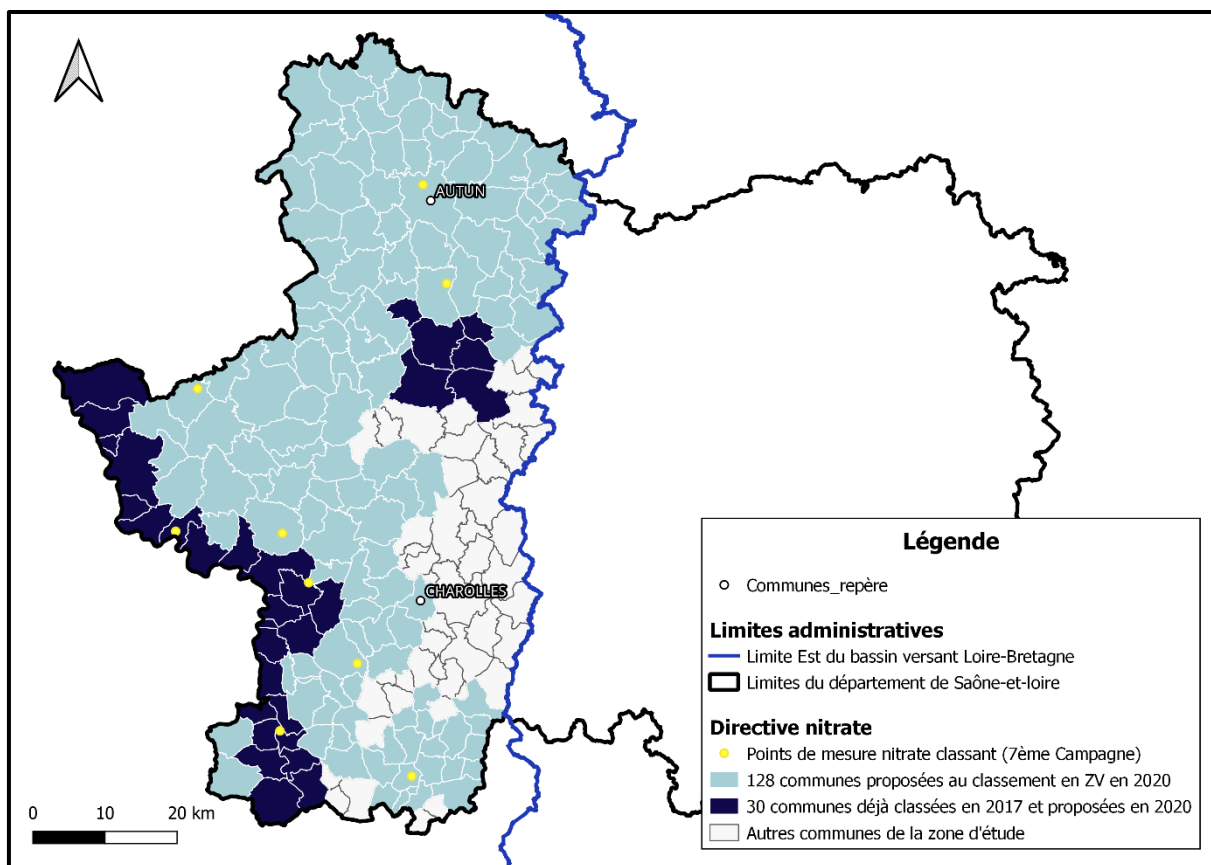 AUTUN
CHAROLLES
0 10 20 km
Légende
Communes_repère
Limites administratives
Limite Est du bassin versant Loire-Bretagne
Limites du département de Saône-et-loire
Directive nitrate
Points de mesure nitrate classant (7ème Campagne)
128 communes proposées au classement en ZV en 2020
30 communes déjà classées en 2017 et proposées en 2020
Autres communes de la zone d'étude